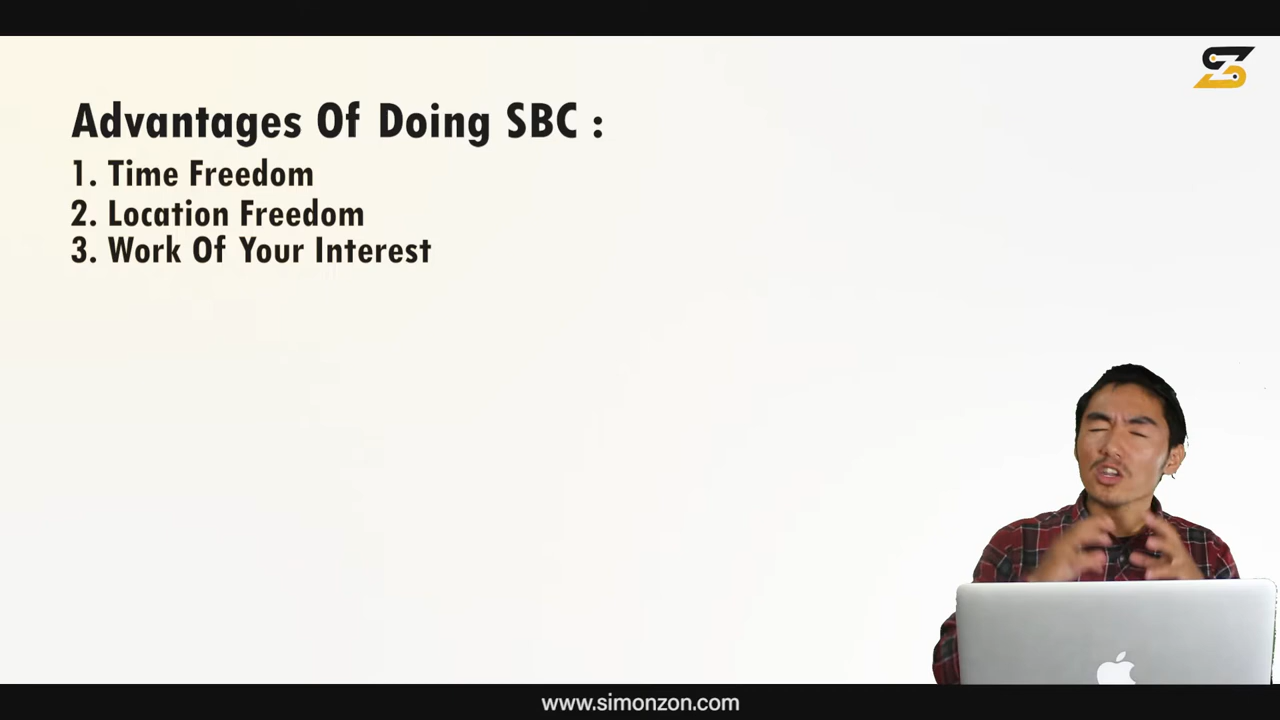 Advantages Of Doing SBC :
1. Time Freedom
2. Location Freedom
3. Work Of Your Interest
www.simonzon.com